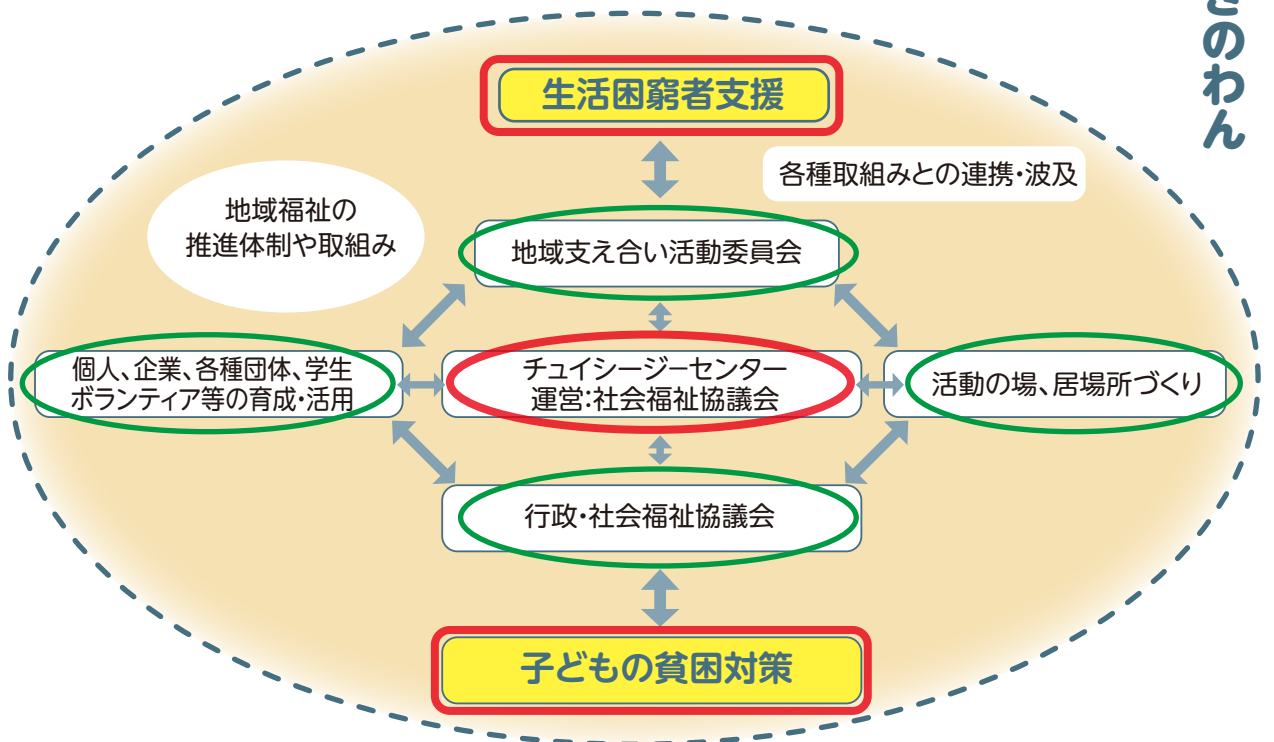 きのわん
生活困窮者支援
各種取組みとの連携・波及
地域福祉の
推進体制や取組み
地域支え合い活動委員会
個人、企業、各種団体、学生
ボランティア等の育成・活用
チュイシージーセンター
運営:社会福祉協議会
活動の場、居場所づくり
行政・社会福祉協議会
子どもの貧困対策